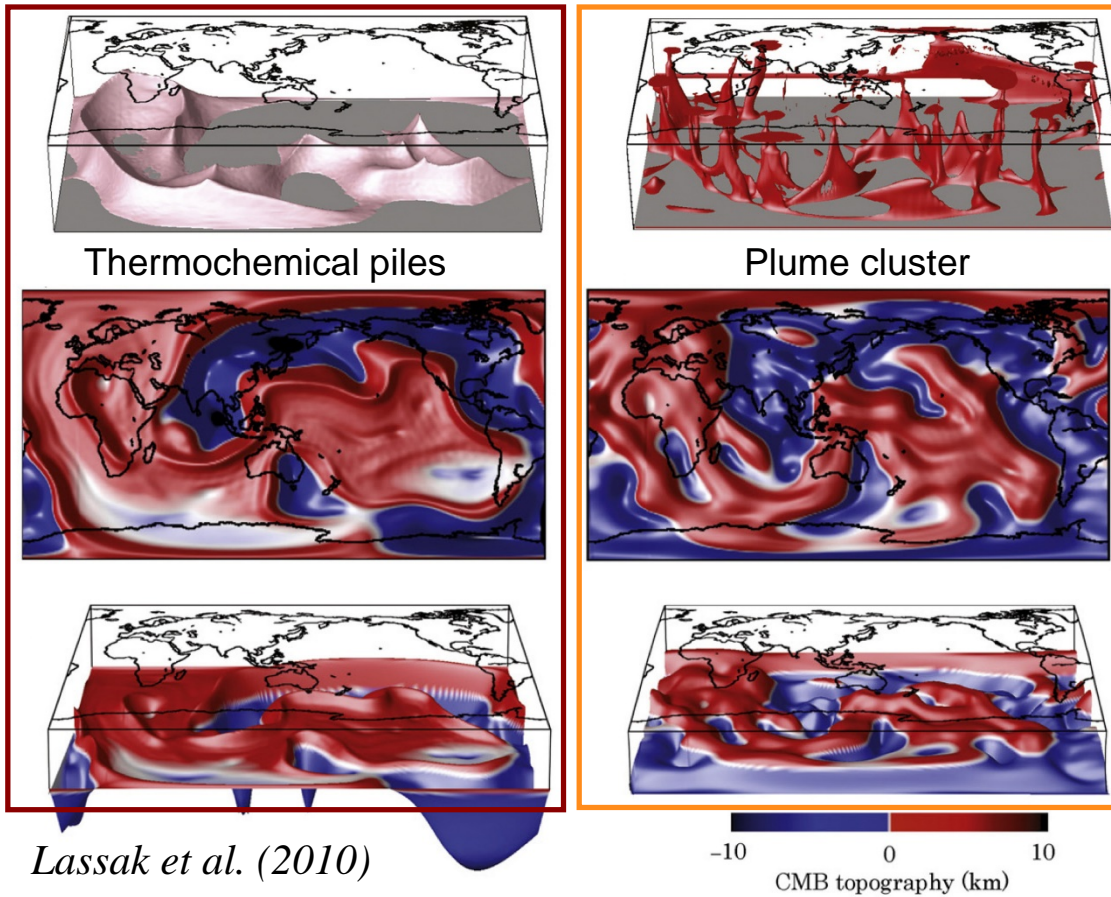 Thermochemical piles
Plume cluster
Lassak et al. (2010)
−10
0
10
CMB topography (km)